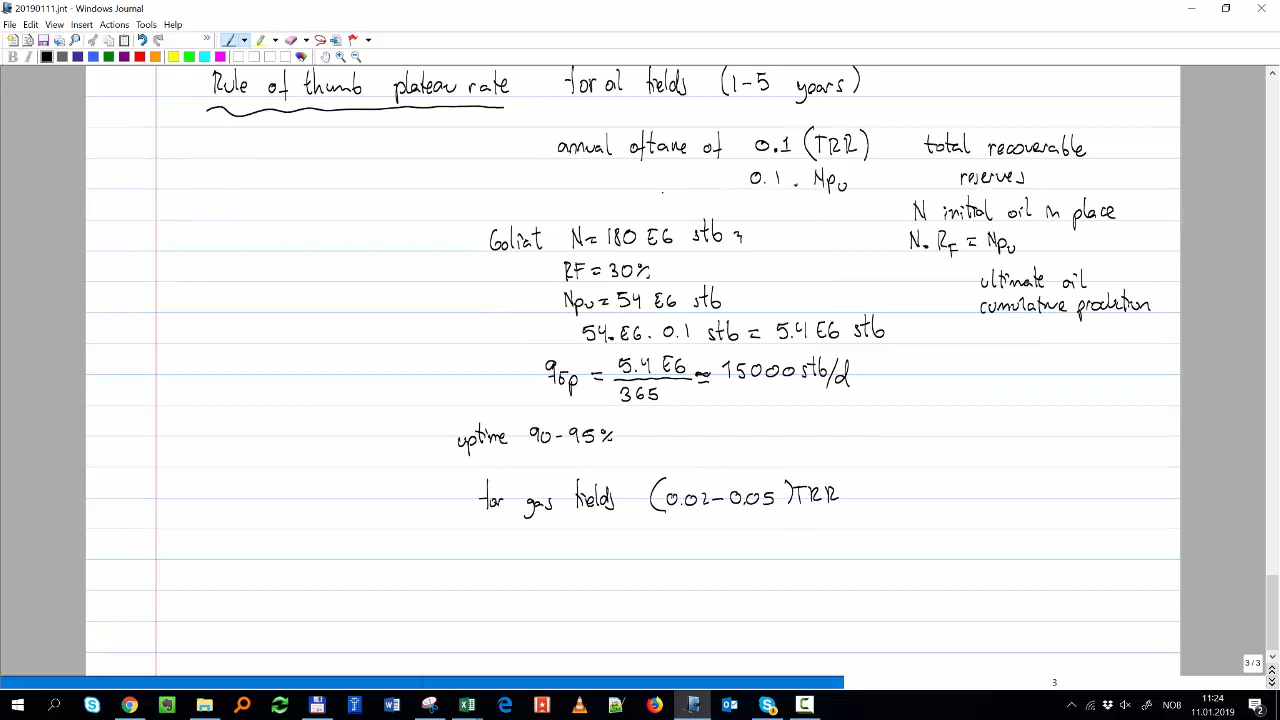 20190111.jnt - Windows Journal
File Edit View Insert Actions Tools Help
Rule of thumb plateau rate for oil fields (1-5 years)
annual oftane of 0.1 (TRR) total recoverable
0.1 . Npu reserves
N initial oil in place
Goliat N = 180 E6 stb
N. RF = Npu
RF = 30%
ultimate oil
Npu = 54 E6 stb
cumulative production
54.E6. 0.1 stb = 5.4 E6 stb
qōp = 5.4 E6 / 365 ≈ 15000 stb/d
uptime 90-95%
for gas fields (0.02-0.05)TRR
3/3
3
NOB
11:24
11.01.2019
2